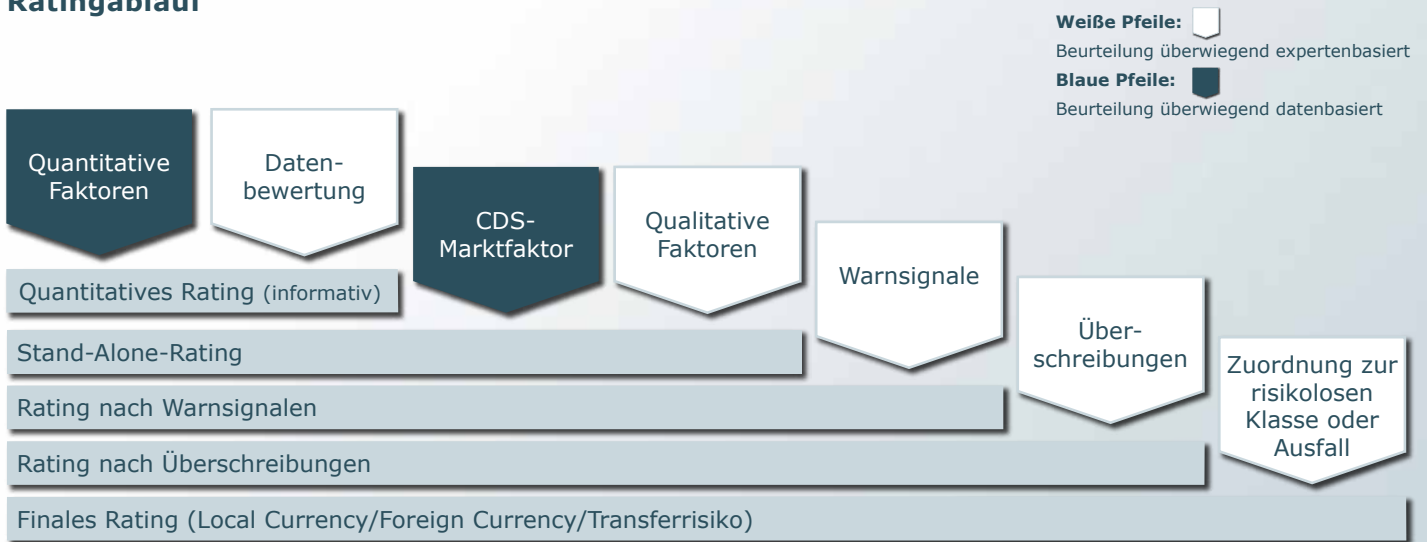 Ratingablauf
Weiße Pfeile:
Beurteilung überwiegend expertenbasiert
Blaue Pfeile:
Beurteilung überwiegend datenbasiert
Quantitative
Faktoren
Daten-
bewertung
CDS-
Marktfaktor
Qualitative
Faktoren
Warnsignale
Über-
schreibungen
Zuordnung zur
risikolosen
Klasse oder
Ausfall
Quantitatives Rating (informativ)
Stand-Alone-Rating
Rating nach Warnsignalen
Rating nach Überschreibungen
Finales Rating (Local Currency/Foreign Currency/Transferrisiko)